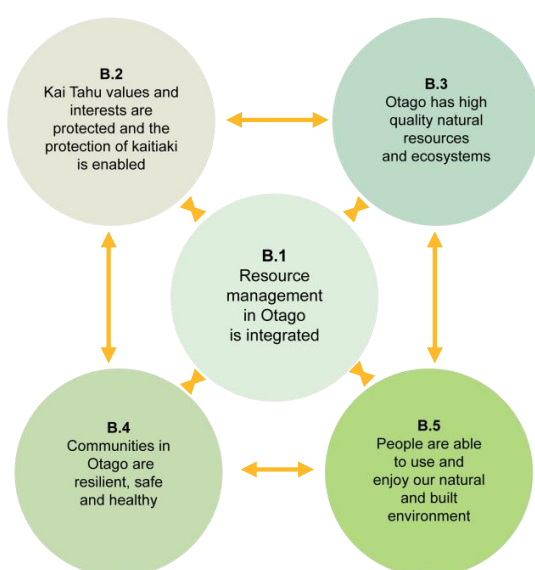 B.2
Kai Tahu values and
interests are
protected and the
protection of kaitiaki
is enabled
B.3
Otago has high
quality natural
resources
and ecosystems
B.1
Resource
management
in Otago
is integrated
B.4
Communities in
Otago are
resilient, safe
and healthy
B.5
People are able
to use and
enjoy our natural
and built
environment